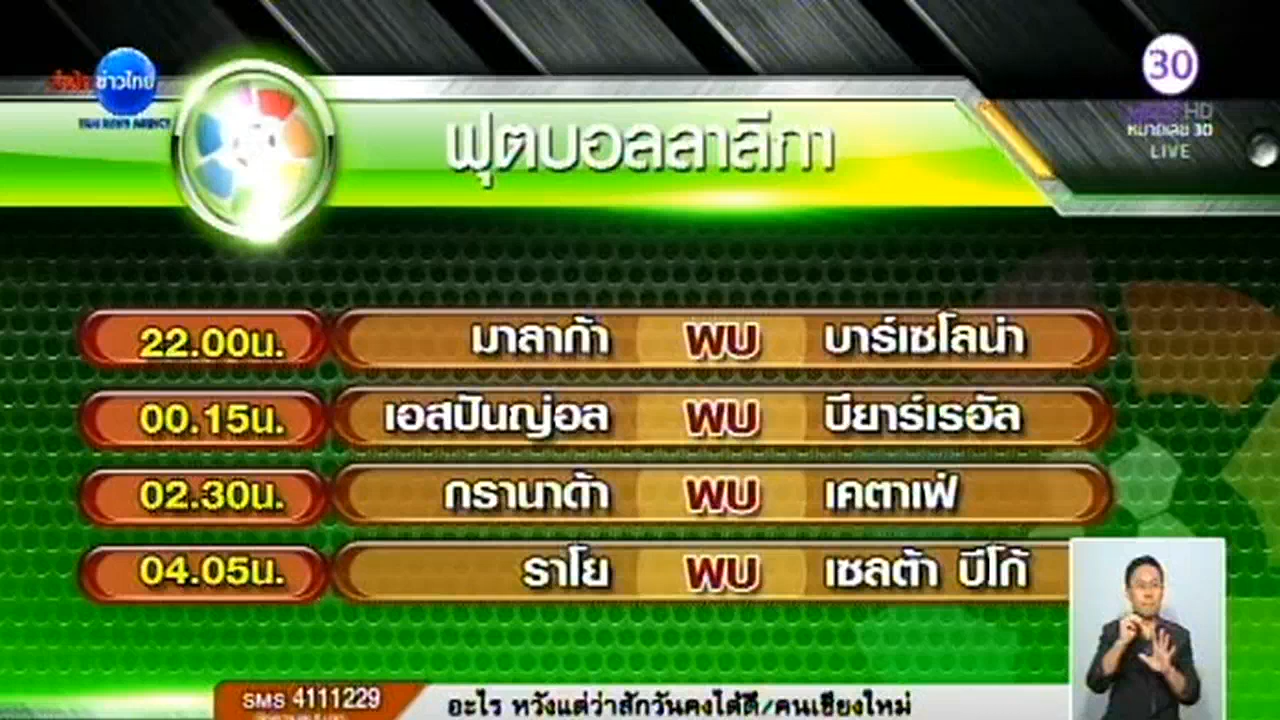 ข่าวไทย
THAI NEWS AGENCY
30
MCOT HD
หมายเลข 30
LIVE
ฟุตบอลลาลีกา
22.00น. มาลาก้า พบ บาร์เซโลน่า
00.15น. เอสปันญ่อล พบ บียาร์เรอัล
02.30น. กรานาด้า พบ เคตาเฟ่
04.05น. ราโย พบ เซลต้า บีโก้
SMS 4111229 อะไร หวังแต่ว่าสักวันคงได้ดี/คนเชียงใหม่